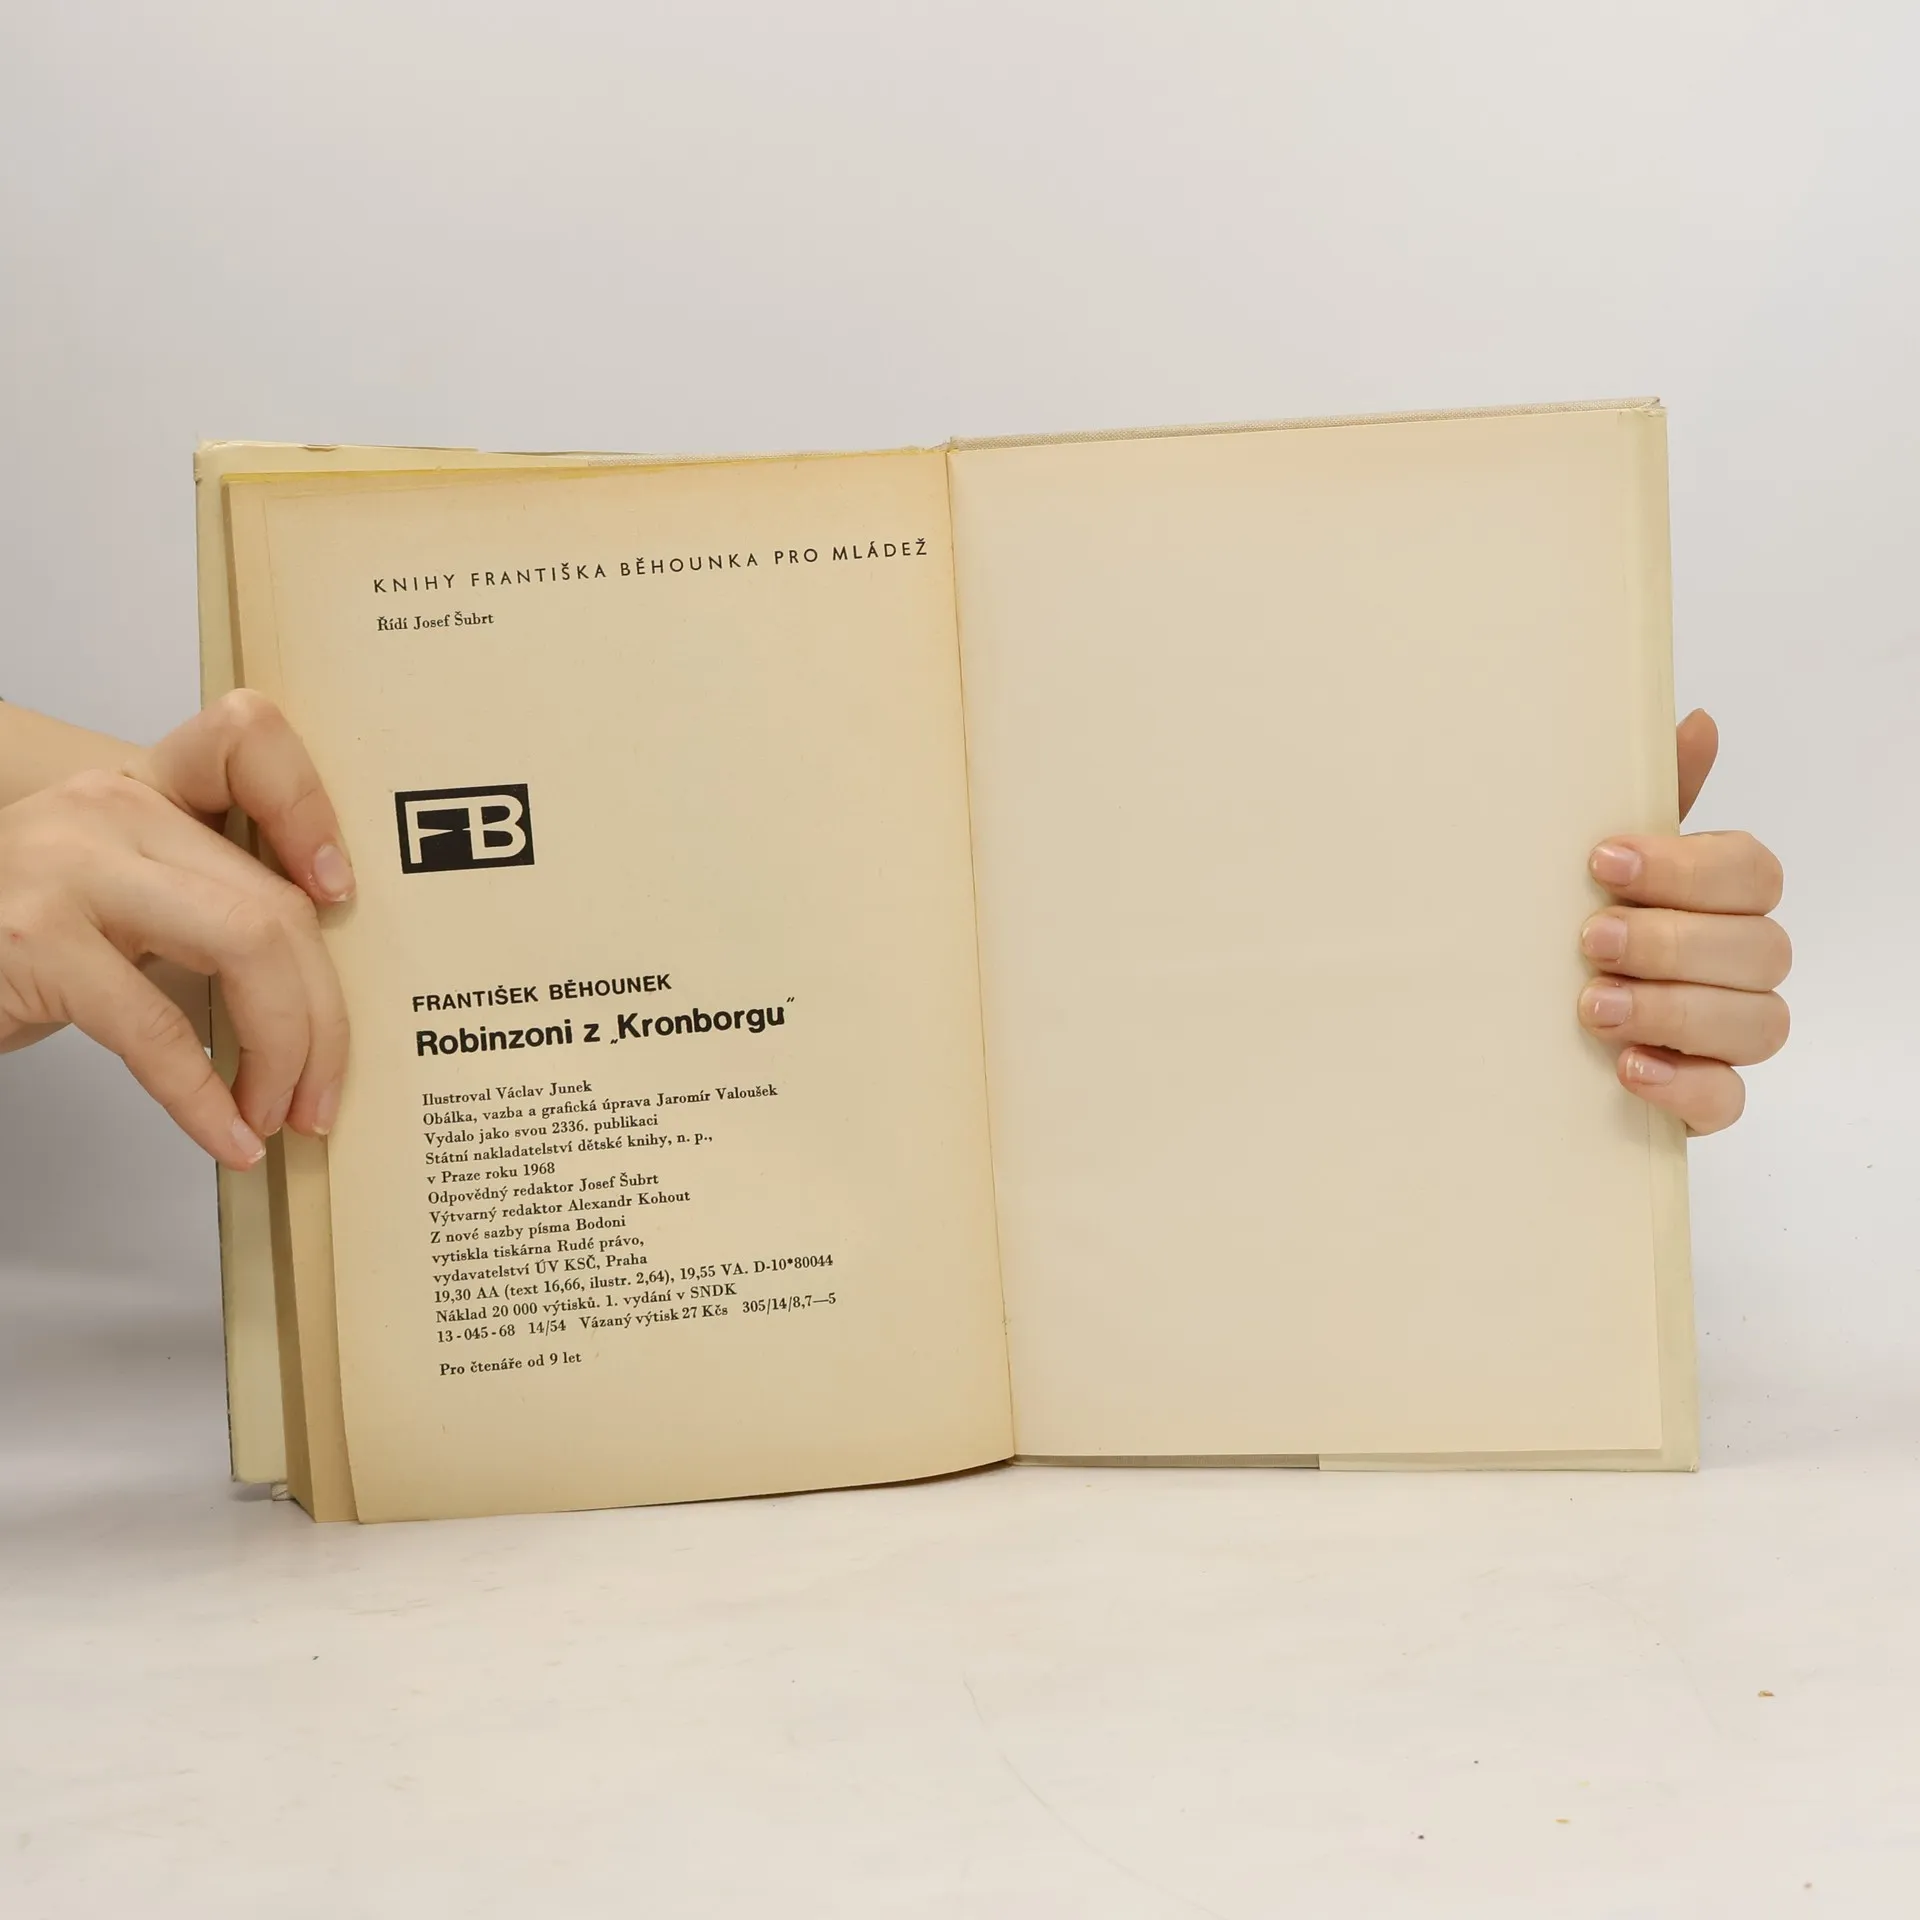 KNIHY FRANTIŠKA BĚHOUNKA PRO MLÁDEŽ
Řídí Josef Šubrt
FB
FRANTIŠEK BĚHOUNEK
Robinzoni z „Kronborgu“
Ilustroval Václav Junek
Obálka, vazba a grafická úprava Jaromír Valoušek
Vydalo jako svou 2336. publikaci
Státní nakladatelství dětské knihy, n. p.,
v Praze roku 1968
Odpovědný redaktor Josef Šubrt
Výtvarný redaktor Alexandr Kohout
Z nové sazby písma Bodoni
vytiskla tiskárna Rudé právo,
vydavatelství ÚV KSČ, Praha
19,30 AA (text 16,66, ilustr. 2,64), 19,55 VA. D-10*80044
Náklad 20 000 výtisků. 1. vydání v SNDK
13-045-68 14/54 Vázaný výtisk 27 Kčs 305/14/8,7—5
Pro čtenáře od 9 let